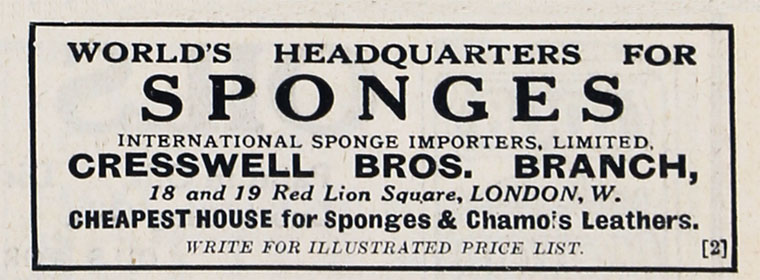 WORLD'S HEADQUARTERS FOR
SPONGES
INTERNATIONAL SPONGE IMPORTERS, LIMITED.
CRESSWELL BROS. BRANCH,
18 and 19 Red Lion Square, LONDON, W.
CHEAPEST HOUSE for Sponges & Chamois Leathers.
WRITE FOR ILLUSTRATED PRICE LIST. [2]